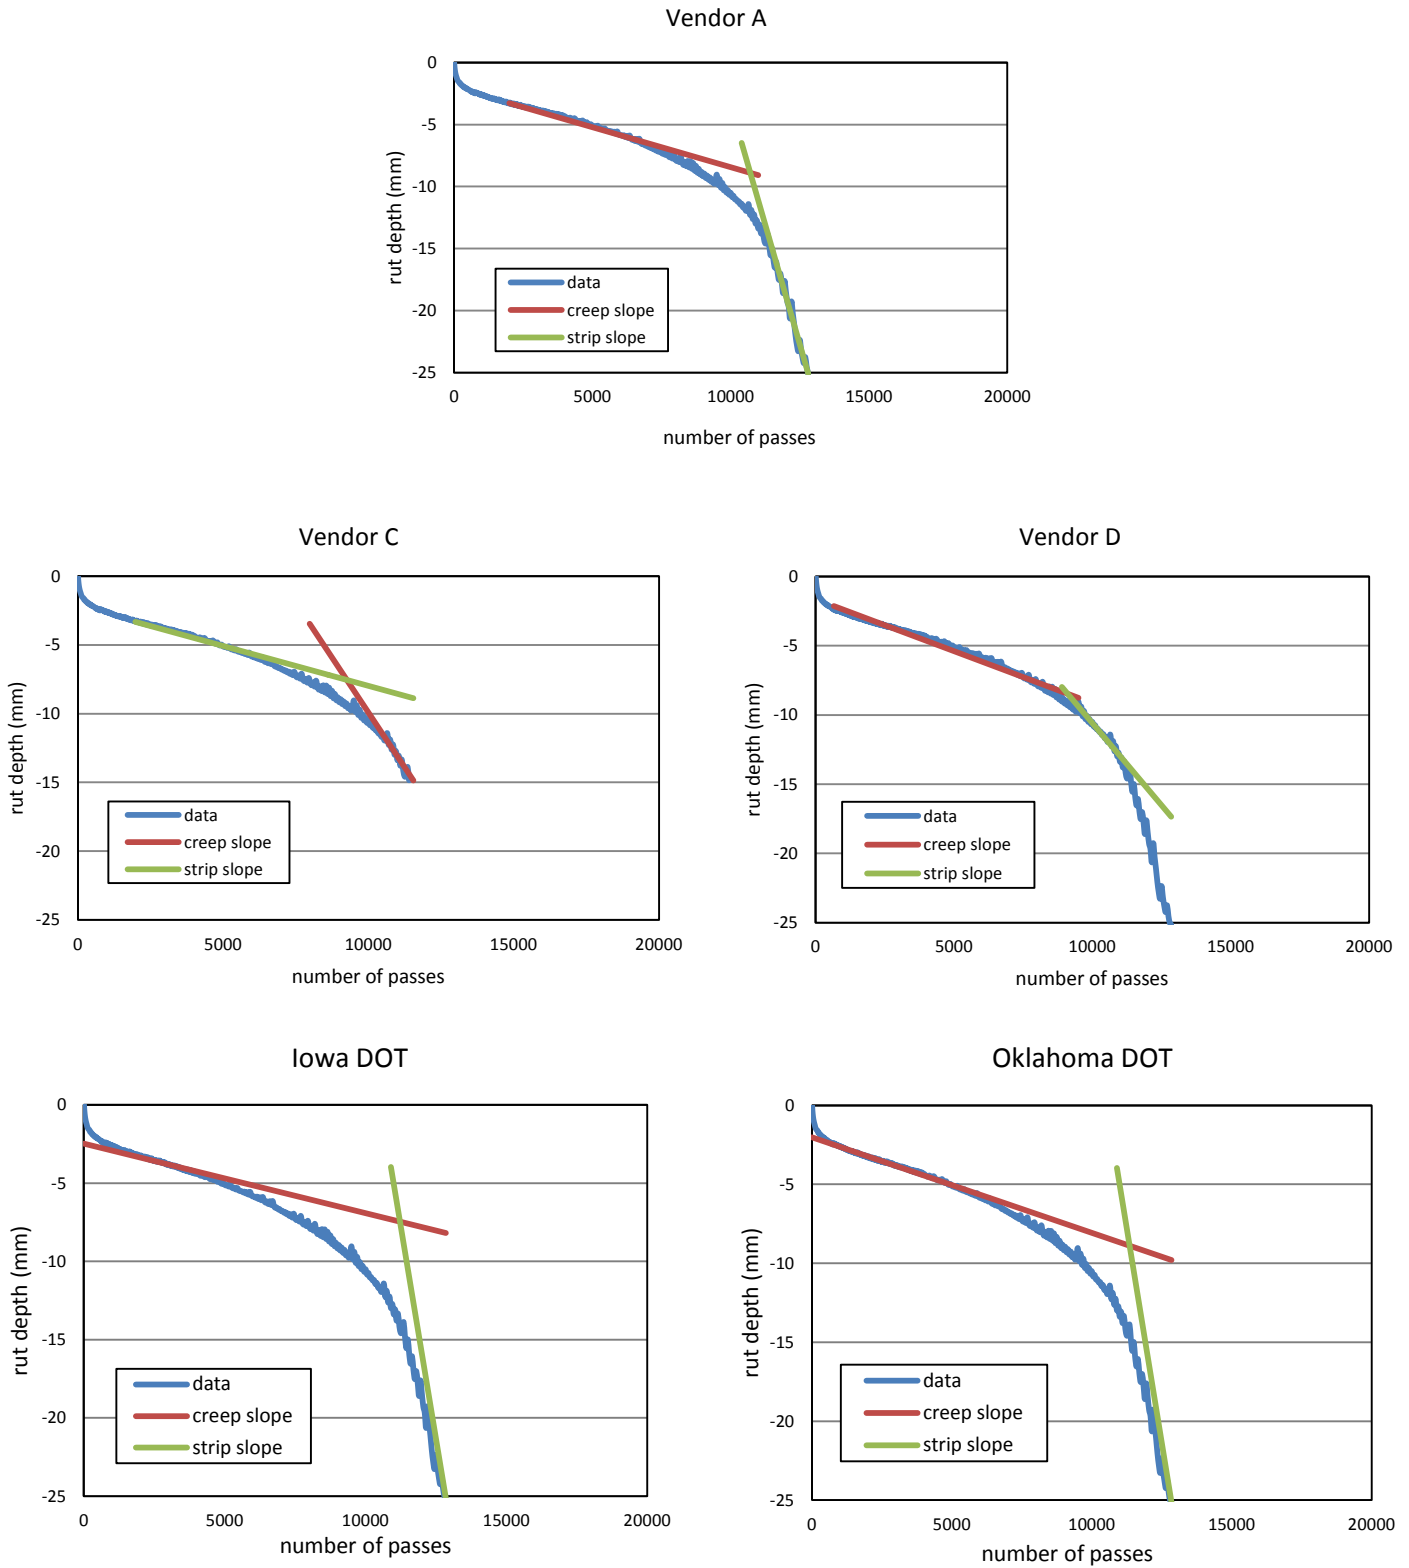 Vendor A
rut depth (mm)
0
-5
-10
-15
-20
-25
data
creep slope
strip slope
0 5000 10000 15000 20000
number of passes
Vendor C
rut depth (mm)
0
-5
-10
-15
-20
-25
data
creep slope
strip slope
0 5000 10000 15000 20000
number of passes
Vendor D
rut depth (mm)
0
-5
-10
-15
-20
-25
data
creep slope
strip slope
0 5000 10000 15000 20000
number of passes
Iowa DOT
rut depth (mm)
0
-5
-10
-15
-20
-25
data
creep slope
strip slope
0 5000 10000 15000 20000
number of passes
Oklahoma DOT
rut depth (mm)
0
-5
-10
-15
-20
-25
data
creep slope
strip slope
0 5000 10000 15000 20000
number of passes